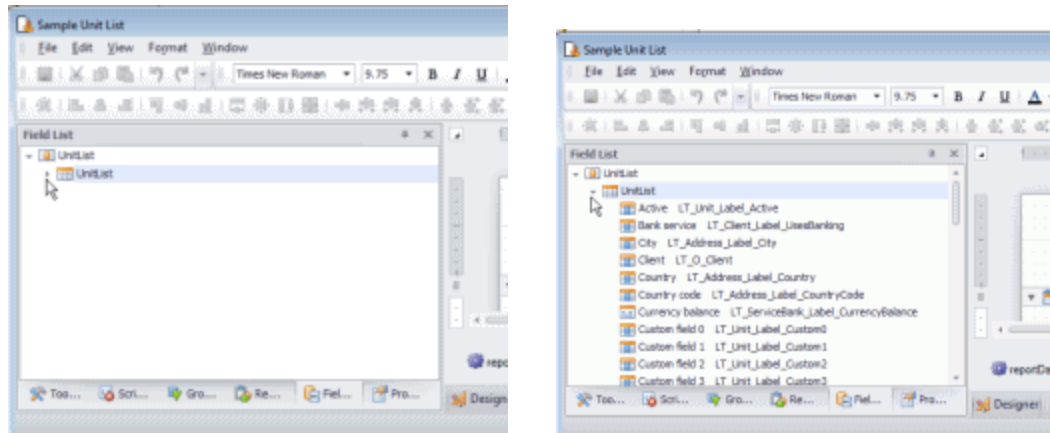 Sample Unit List
File Edit View Format Window
Times New Roman 9.75 B I U
Field List
UnitList
UnitList
repo
Too... Scri... Gro... Re... Fiel... Pro...
Design
Sample Unit List
File Edit View Format Window
Times New Roman 9.75 B I U A
Field List
UnitList
UnitList
Active LT_Unit_Label_Active
Bank service LT_Client_Label_UsesBanking
City LT_Address_Label_City
Client LT_O_Client
Country LT_Address_Label_Country
Country code LT_Address_Label_CountryCode
Currency balance LT_ServiceBank_Label_CurrencyBalance
Custom field 0 LT_Unit_Label_Custom0
Custom field 1 LT_Unit_Label_Custom1
Custom field 2 LT_Unit_Label_Custom2
Custom field 3 LT_Unit_Label_Custom3
reportDa
Too... Scri... Gro... Re... Fiel... Pro...
Designer